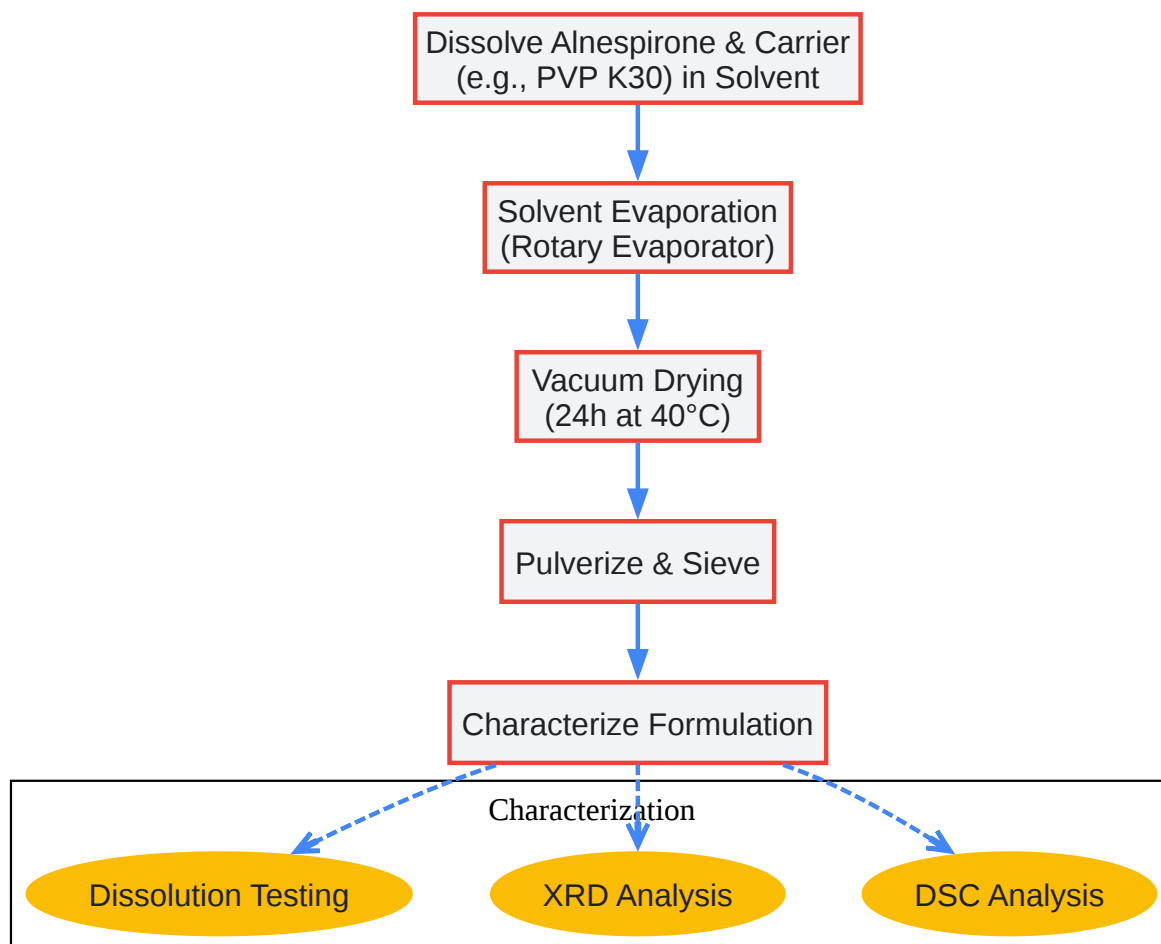 Dissolve Alnespirone & Carrier
(e.g., PVP K30) in Solvent
Solvent Evaporation
(Rotary Evaporator)
Vacuum Drying
(24h at 40°C)
Pulverize & Sieve
Characterize Formulation
Characterization
Dissolution Testing
XRD Analysis
DSC Analysis